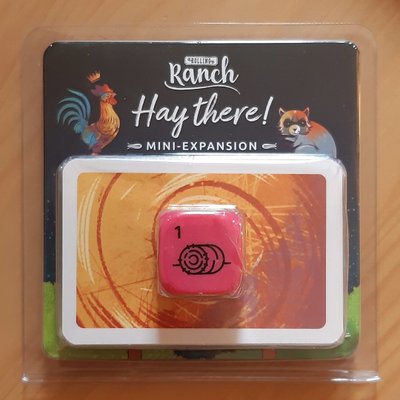 ROLLING
Ranch
Hay there!
MINI-EXPANSION
1